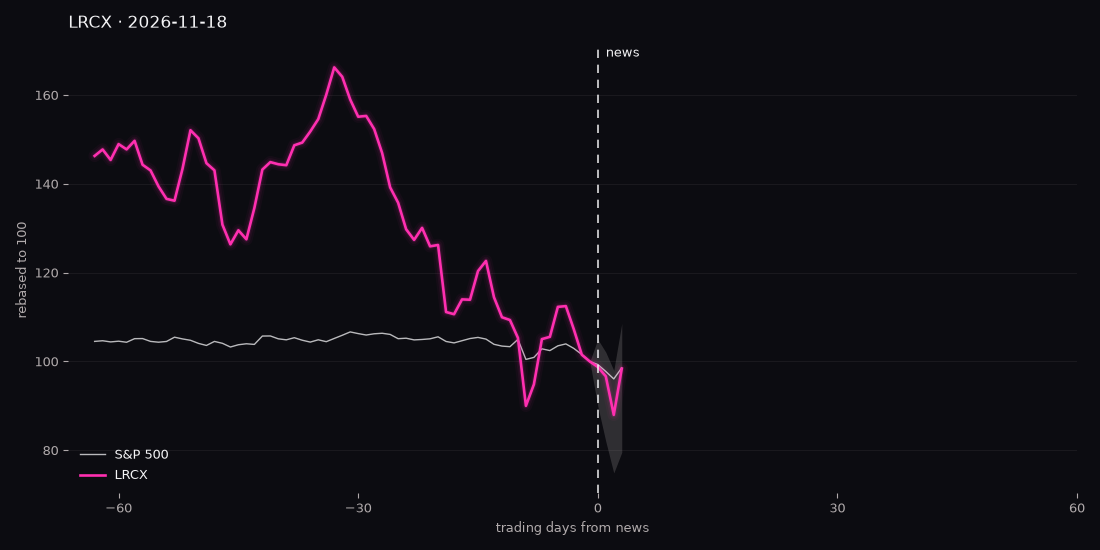 LRCX · 2026-11-18
news
160
140
120
100
80
rebased to 100
S&P 500
LRCX
−60
−30
0
30
60
trading days from news